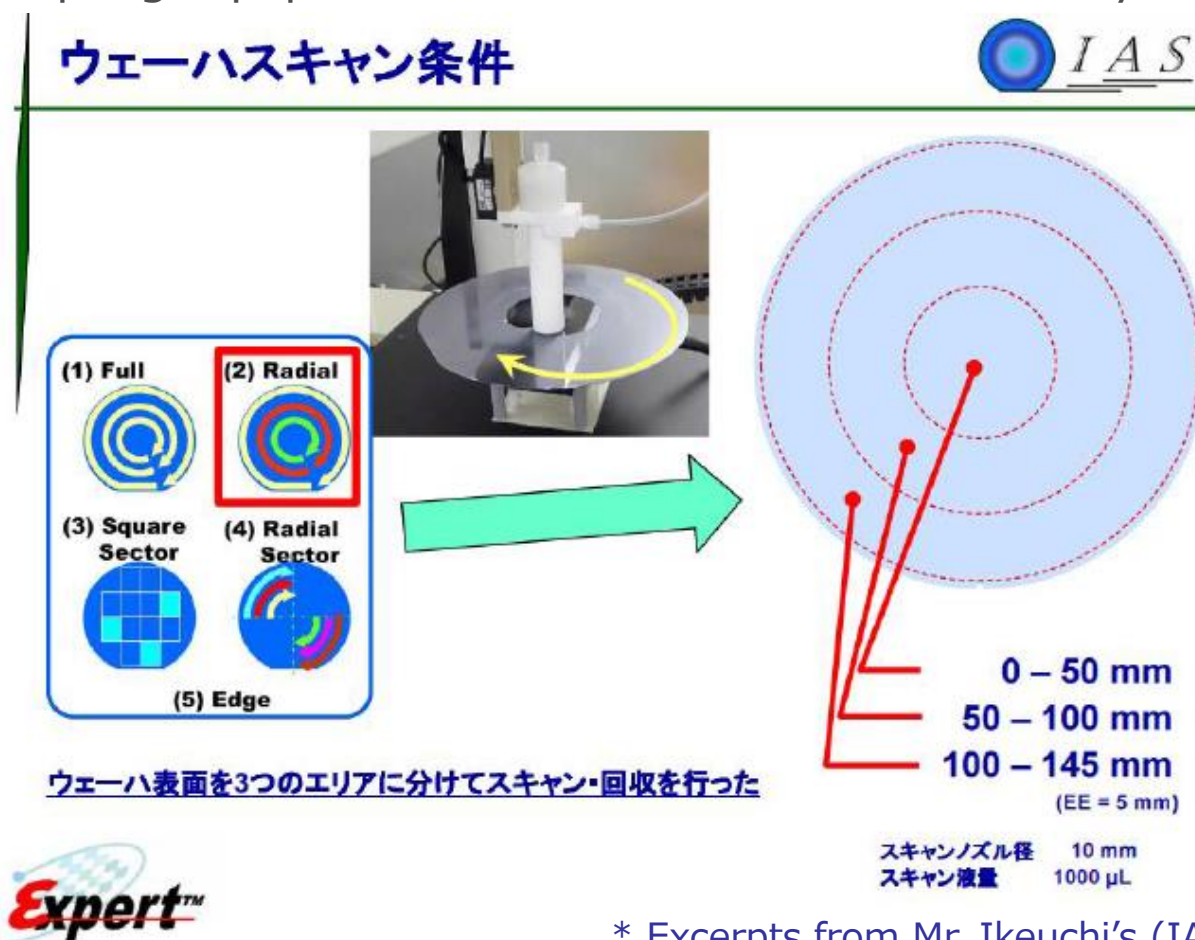 ウェーハスキャン条件
IAS
(1) Full
(2) Radial
(3) Square
Sector
(4) Radial
Sector
(5) Edge
0 – 50 mm
50 – 100 mm
100 – 145 mm
(EE = 5 mm)
ウェーハ表面を3つのエリアに分けてスキャン・回収を行った
スキャンノズル径 10 mm
スキャン液量 1000 µL
Expert™
* Excerpts from Mr. Ikeuchi's (IA